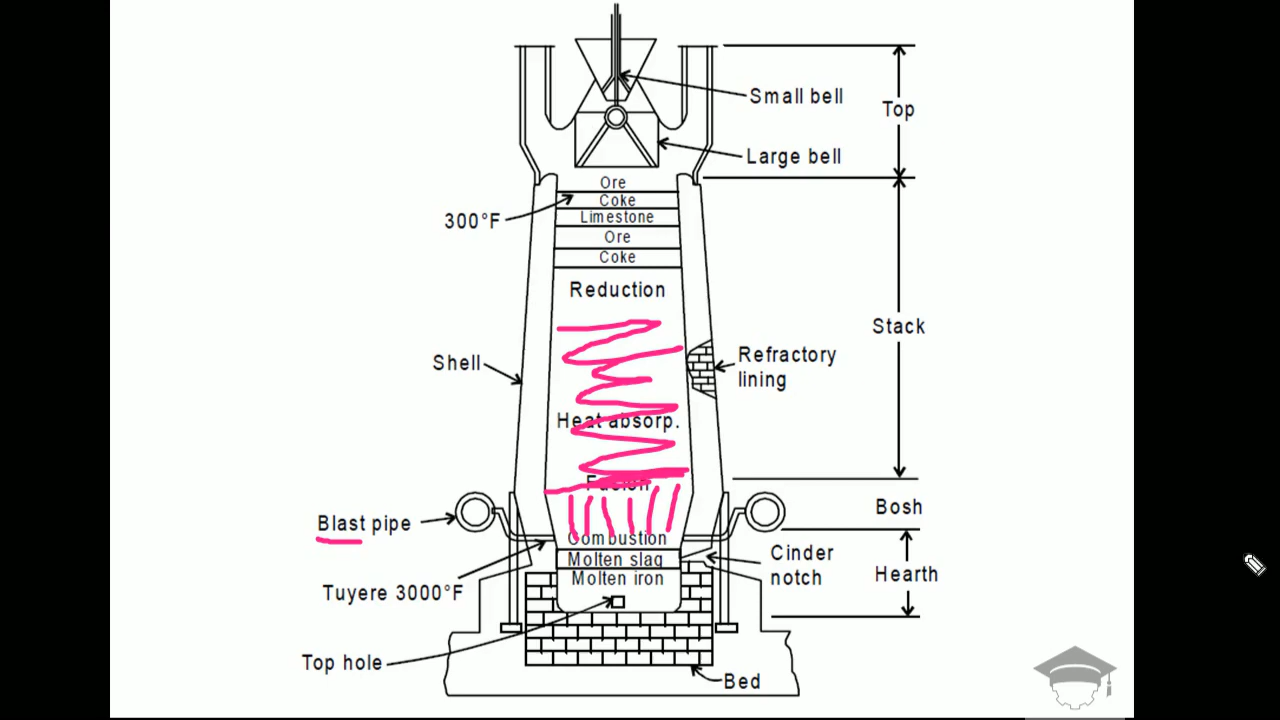 Small bell
Top
Large bell
Ore
Coke
300°F
Limestone
Ore
Coke
Reduction
Stack
Shell
Refractory
lining
Heat absorp.
Fusion
Bosh
Blast pipe
Combustion
Cinder
notch
Molten slag
Molten iron
Hearth
Tuyere 3000°F
Top hole
Bed